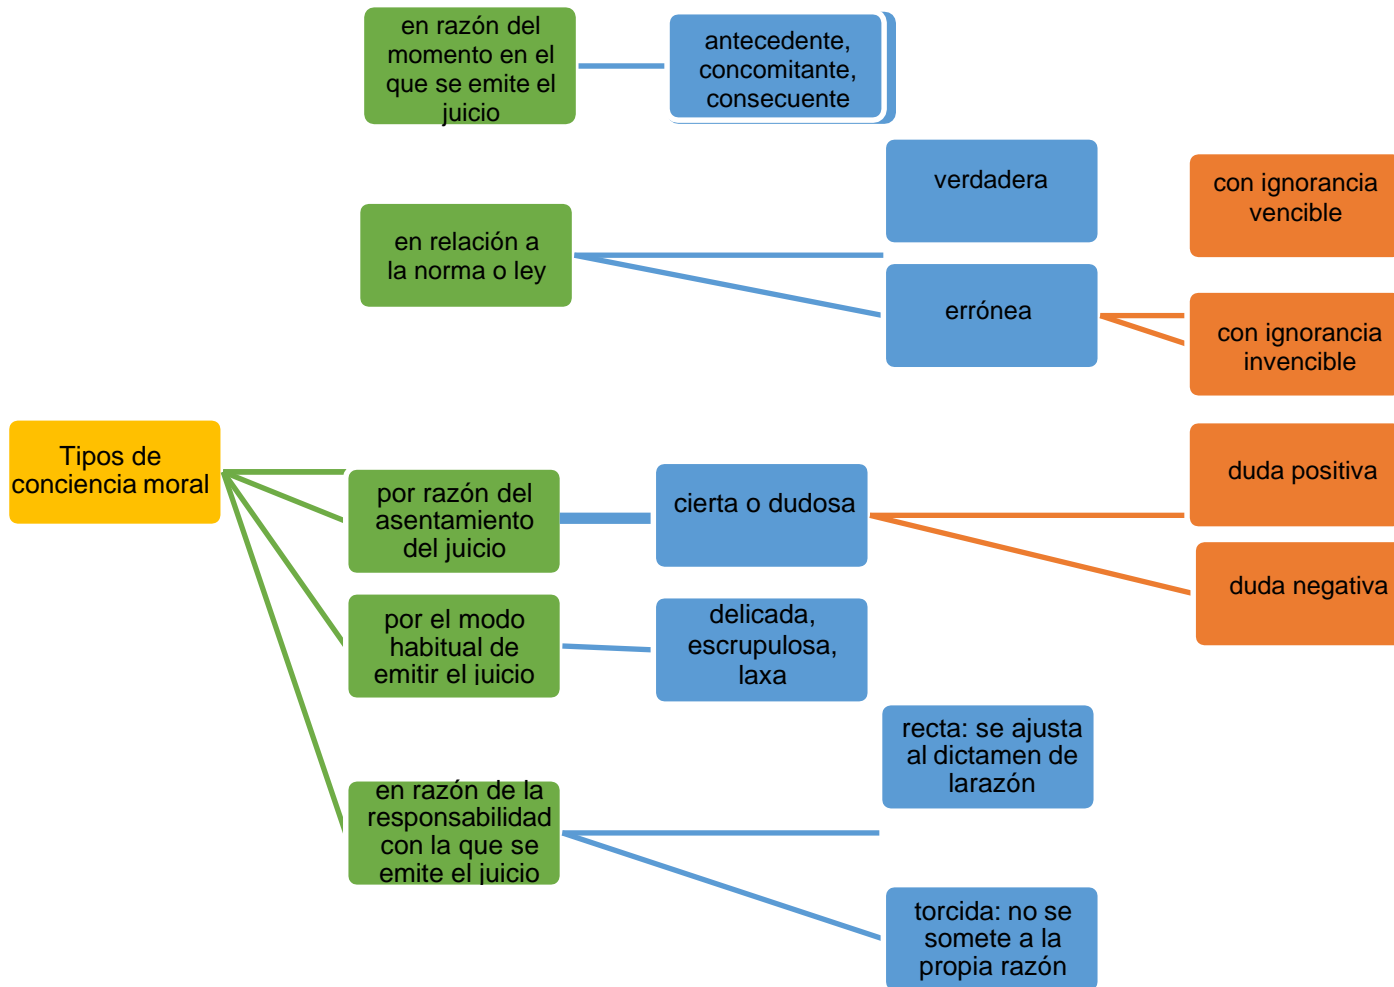 en razón del
momento en el
que se emite el
juicio
antecedente,
concomitante,
consecuente
verdadera
con ignorancia
vencible
en relación a
la norma o ley
errónea
con ignorancia
invencible
Tipos de
conciencia moral
por razón del
asentamiento
del juicio
cierta o dudosa
duda positiva
duda negativa
por el modo
habitual de
emitir el juicio
delicada,
escrupulosa,
laxa
recta: se ajusta
al dictamen de
larazón
en razón de la
responsabilidad
con la que se
emite el juicio
torcida: no se
somete a la
propia razón